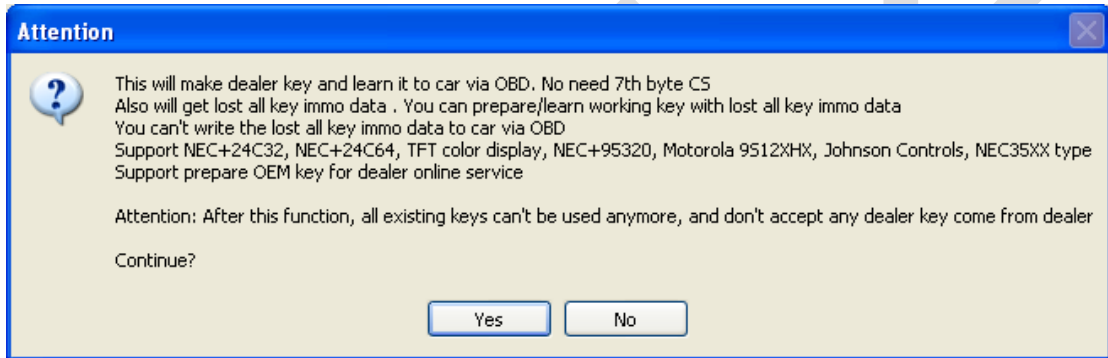 Attention
This will make dealer key and learn it to car via OBD. No need 7th byte CS
Also will get lost all key immo data . You can prepare/learn working key with lost all key immo data
You can't write the lost all key immo data to car via OBD
Support NEC+24C32, NEC+24C64, TFT color display, NEC+95320, Motorola 9S12XHX, Johnson Controls, NEC35XX type
Support prepare OEM key for dealer online service
Attention: After this function, all existing keys can't be used anymore, and don't accept any dealer key come from dealer
Continue?
Yes No